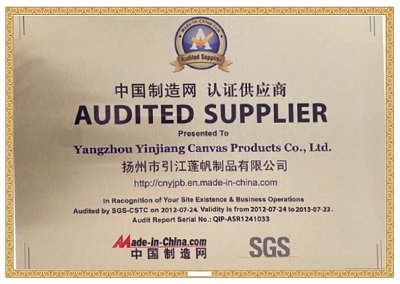 Audited Supplier
中国制造网 认证供应商
AUDITED SUPPLIER
Presented To
Yangzhou Yinjiang Canvas Products Co., Ltd.
扬州市引江蓬帆制品有限公司
http://cnyjpb.en.made-in-china.com
In Recognition of Your Site Existence & Business Operations
Audited by SGS-CSTC on 2012-07-24. Validity is from 2012-07-24 to 2013-07-23.
Audit Report Serial No.: QIP-ASR1241033
Made-in-China.com
中国制造网
SGS